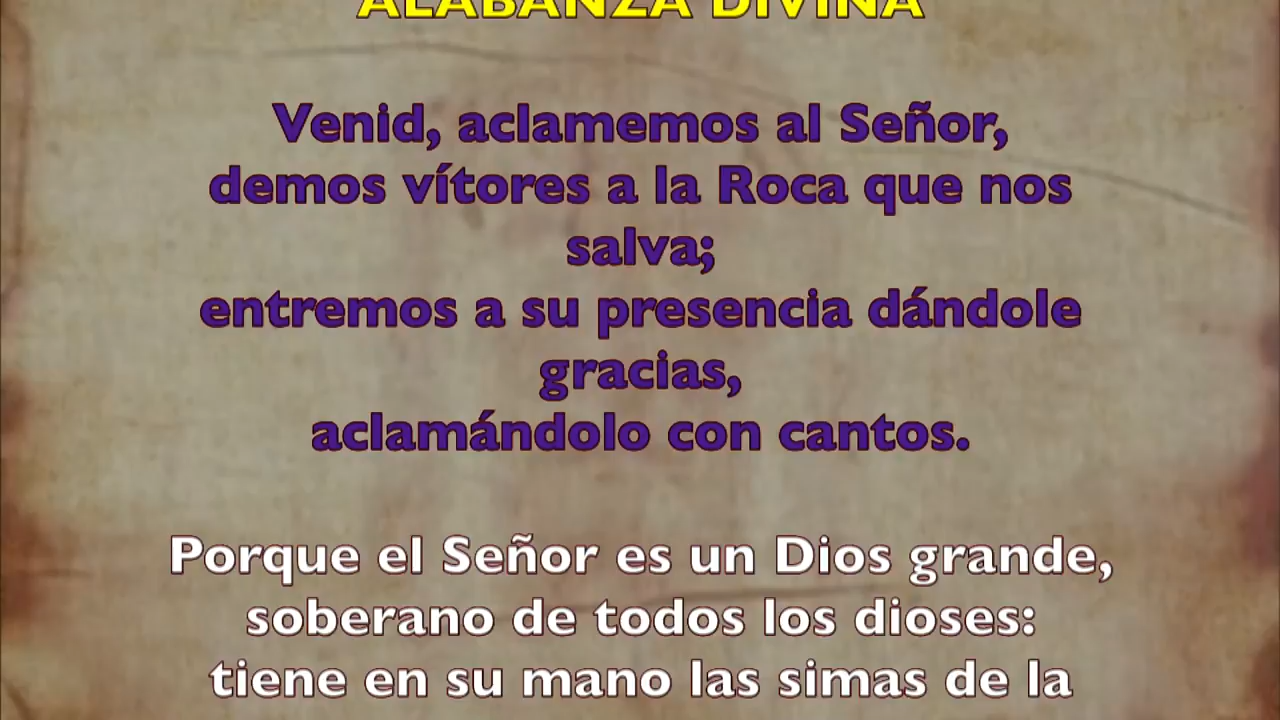 ALABANZA DIVINA
Venid, aclamemos al Señor,
demos vítores a la Roca que nos
salva;
entremos a su presencia dándole
gracias,
aclamándolo con cantos.
Porque el Señor es un Dios grande,
soberano de todos los dioses:
tiene en su mano las simas de la